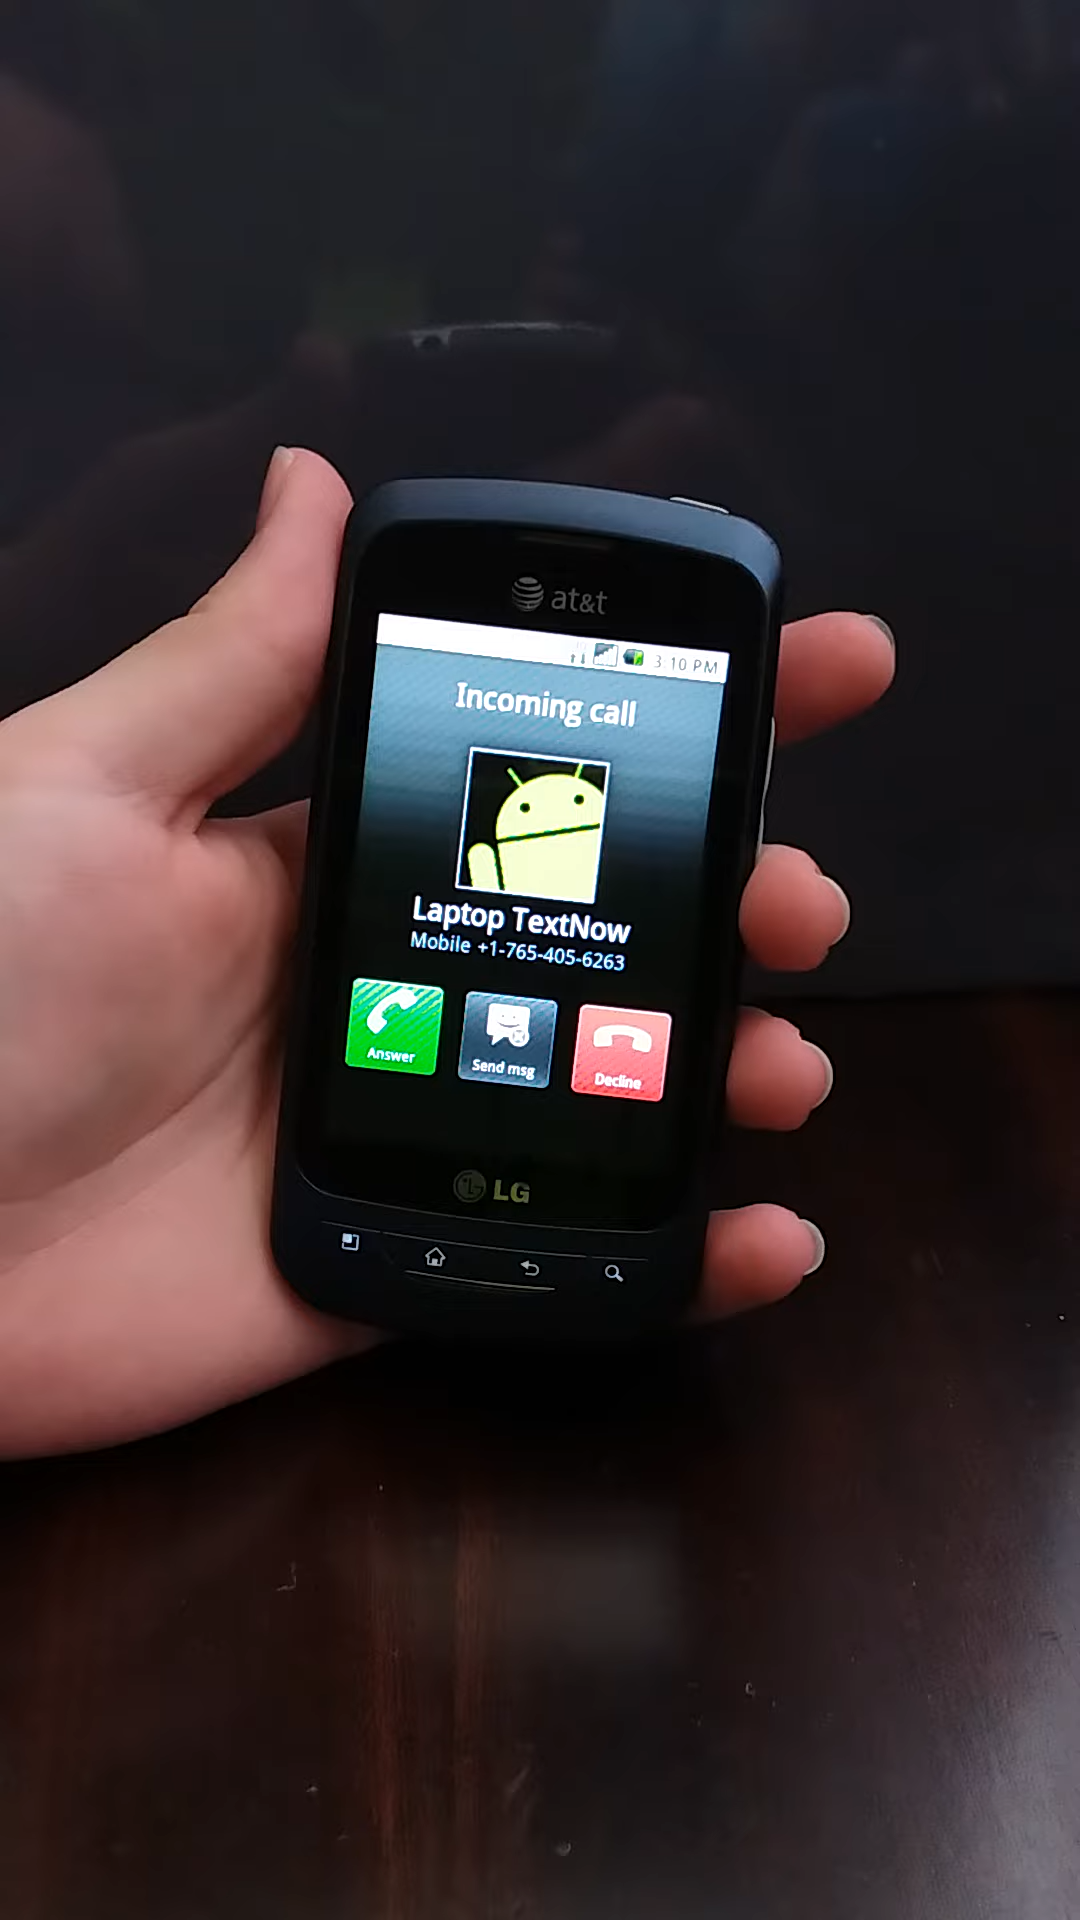 at&t
3:10 PM
Incoming call
Laptop TextNow
Mobile +1-765-405-6263
Answer
Send msg
Decline
LG